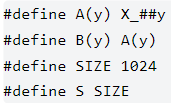 #define A(y) X_##y
#define B(y) A(y)
#define SIZE 1024
#define S SIZE